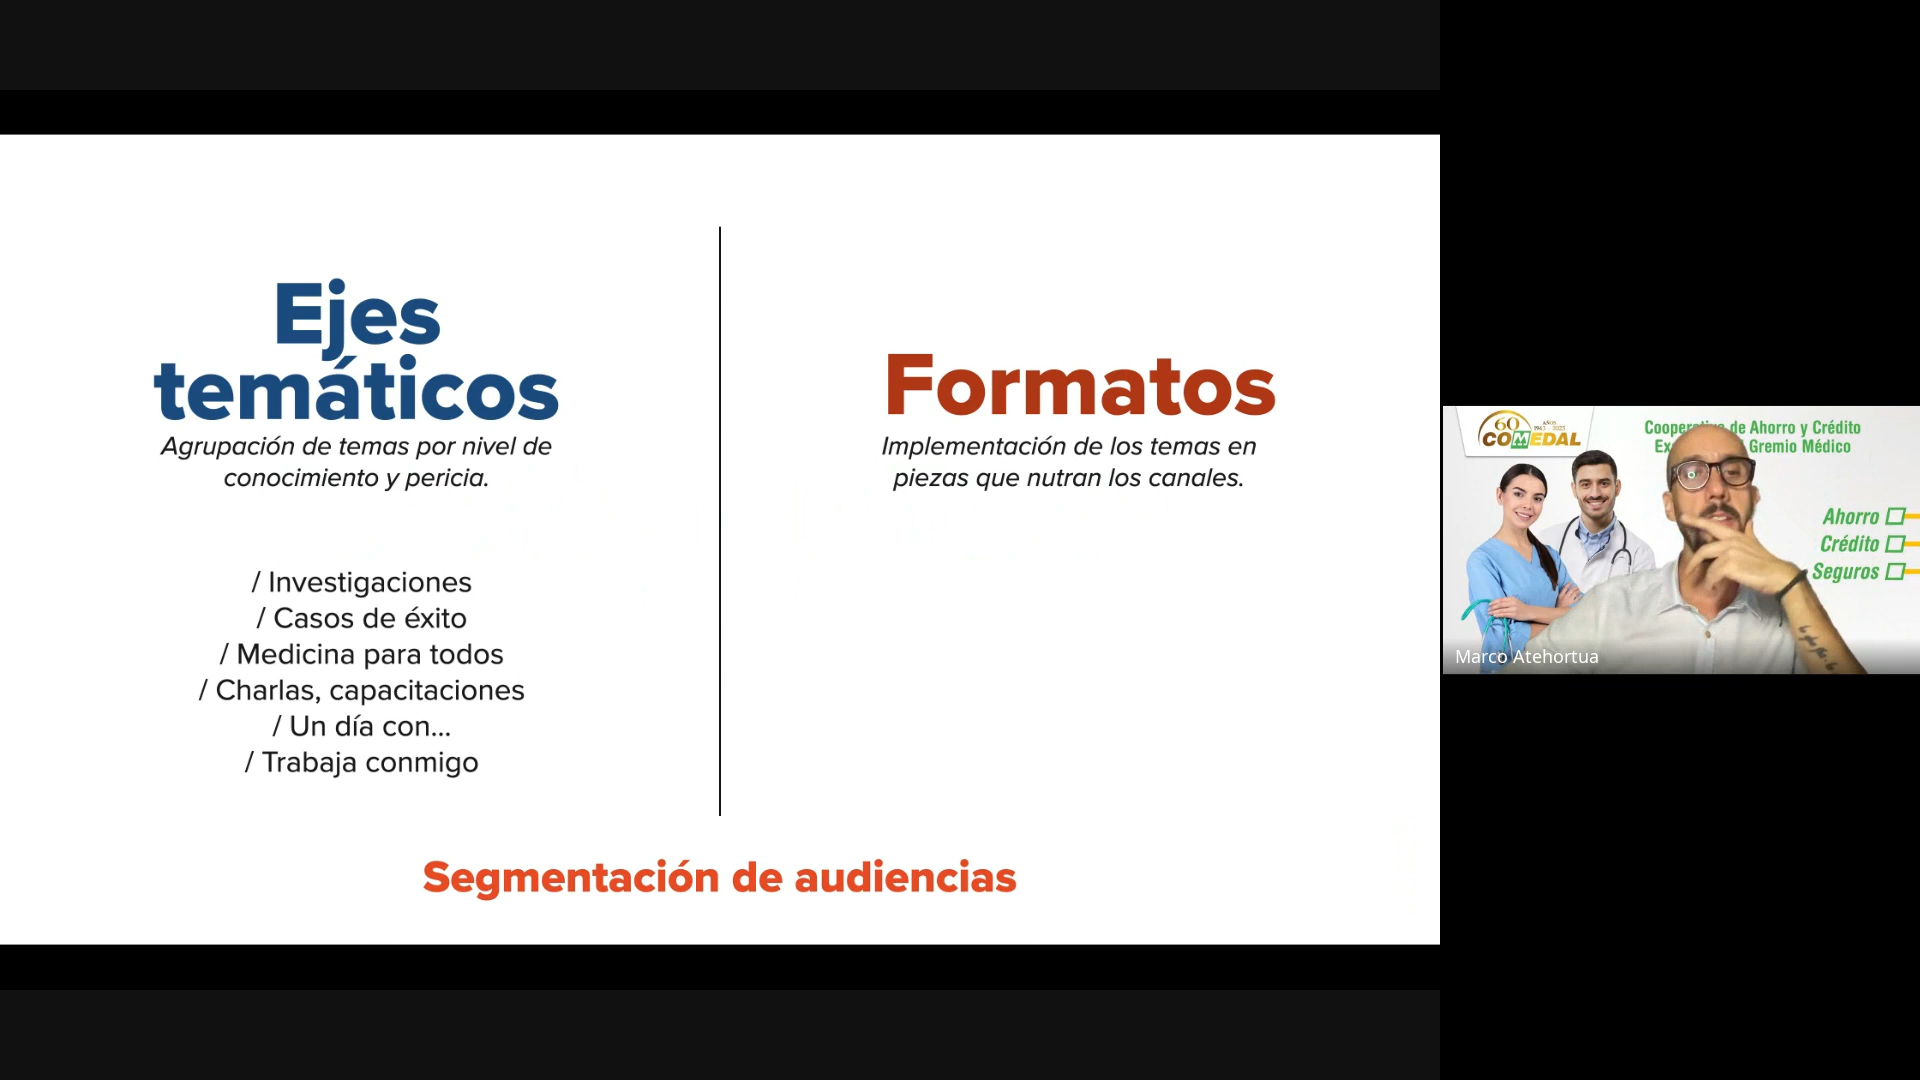 Ejes
temáticos
Agrupación de temas por nivel de
conocimiento y pericia.
/ Investigaciones
/ Casos de éxito
/ Medicina para todos
/ Charlas, capacitaciones
/ Un día con...
/ Trabaja conmigo
Formatos
Implementación de los temas en
piezas que nutran los canales.
Segmentación de audiencias
60 AÑOS
COMEDAL
de Ahorro y Crédito
Gremio Médico
Ahorro
Crédito
Seguros
Marco Atehortua